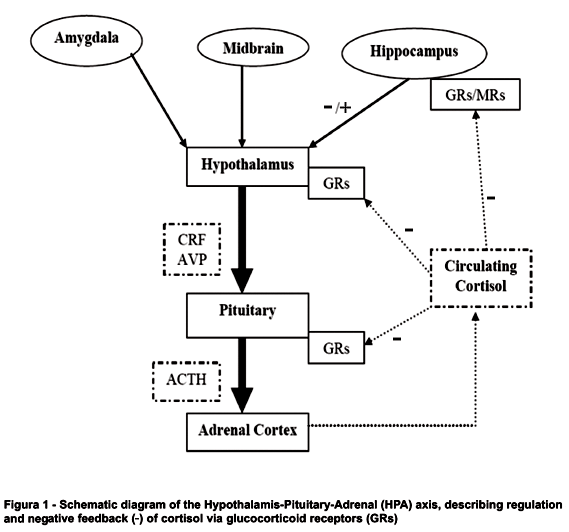 Amygdala
Midbrain
Hippocampus
GRs/MRs
-/+
Hypothalamus
GRs
-
-
CRF
AVP
Circulating
Cortisol
Pituitary
GRs
-
ACTH
Adrenal Cortex
Figura 1 - Schematic diagram of the Hypothalamis-Pituitary-Adrenal (HPA) axis, describing regulation
and negative feedback (-) of cortisol via glucocorticoid receptors (GRs)